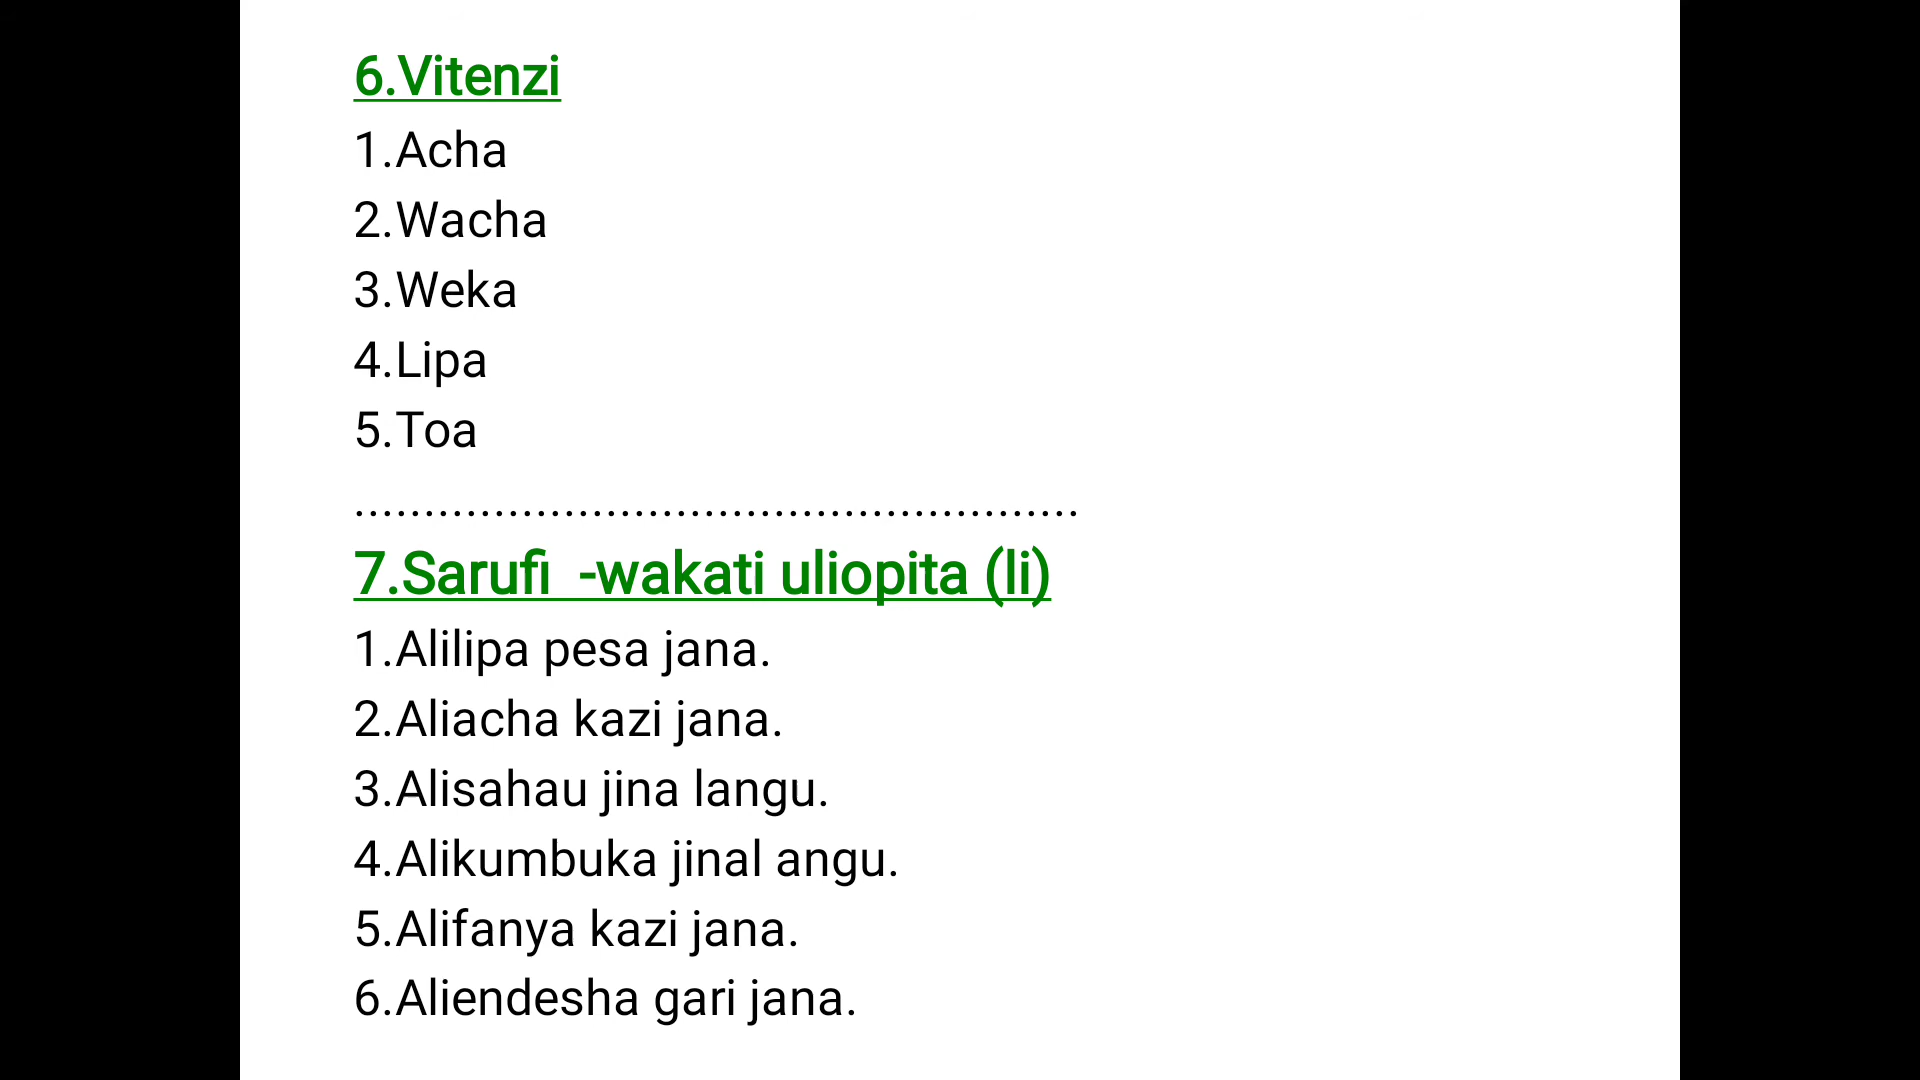 6.Vitenzi
1.Acha
2.Wacha
3.Weka
4.Lipa
5.Toa
....................................................
7.Sarufi  -wakati uliopita (li)
1.Alilipa pesa jana.
2.Aliacha kazi jana.
3.Alisahau jina langu.
4.Alikumbuka jinal angu.
5.Alifanya kazi jana.
6.Aliendesha gari jana.